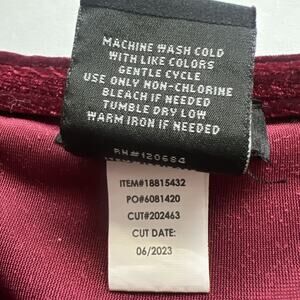 MACHINE WASH COLD
WITH LIKE COLORS
GENTLE CYCLE
USE ONLY NON-CHLORINE
BLEACH IF NEEDED
TUMBLE DRY LOW
WARM IRON IF NEEDED
RN#120684
ITEM#18815432
PO#6081420
CUT#202463
CUT DATE:
06/2023